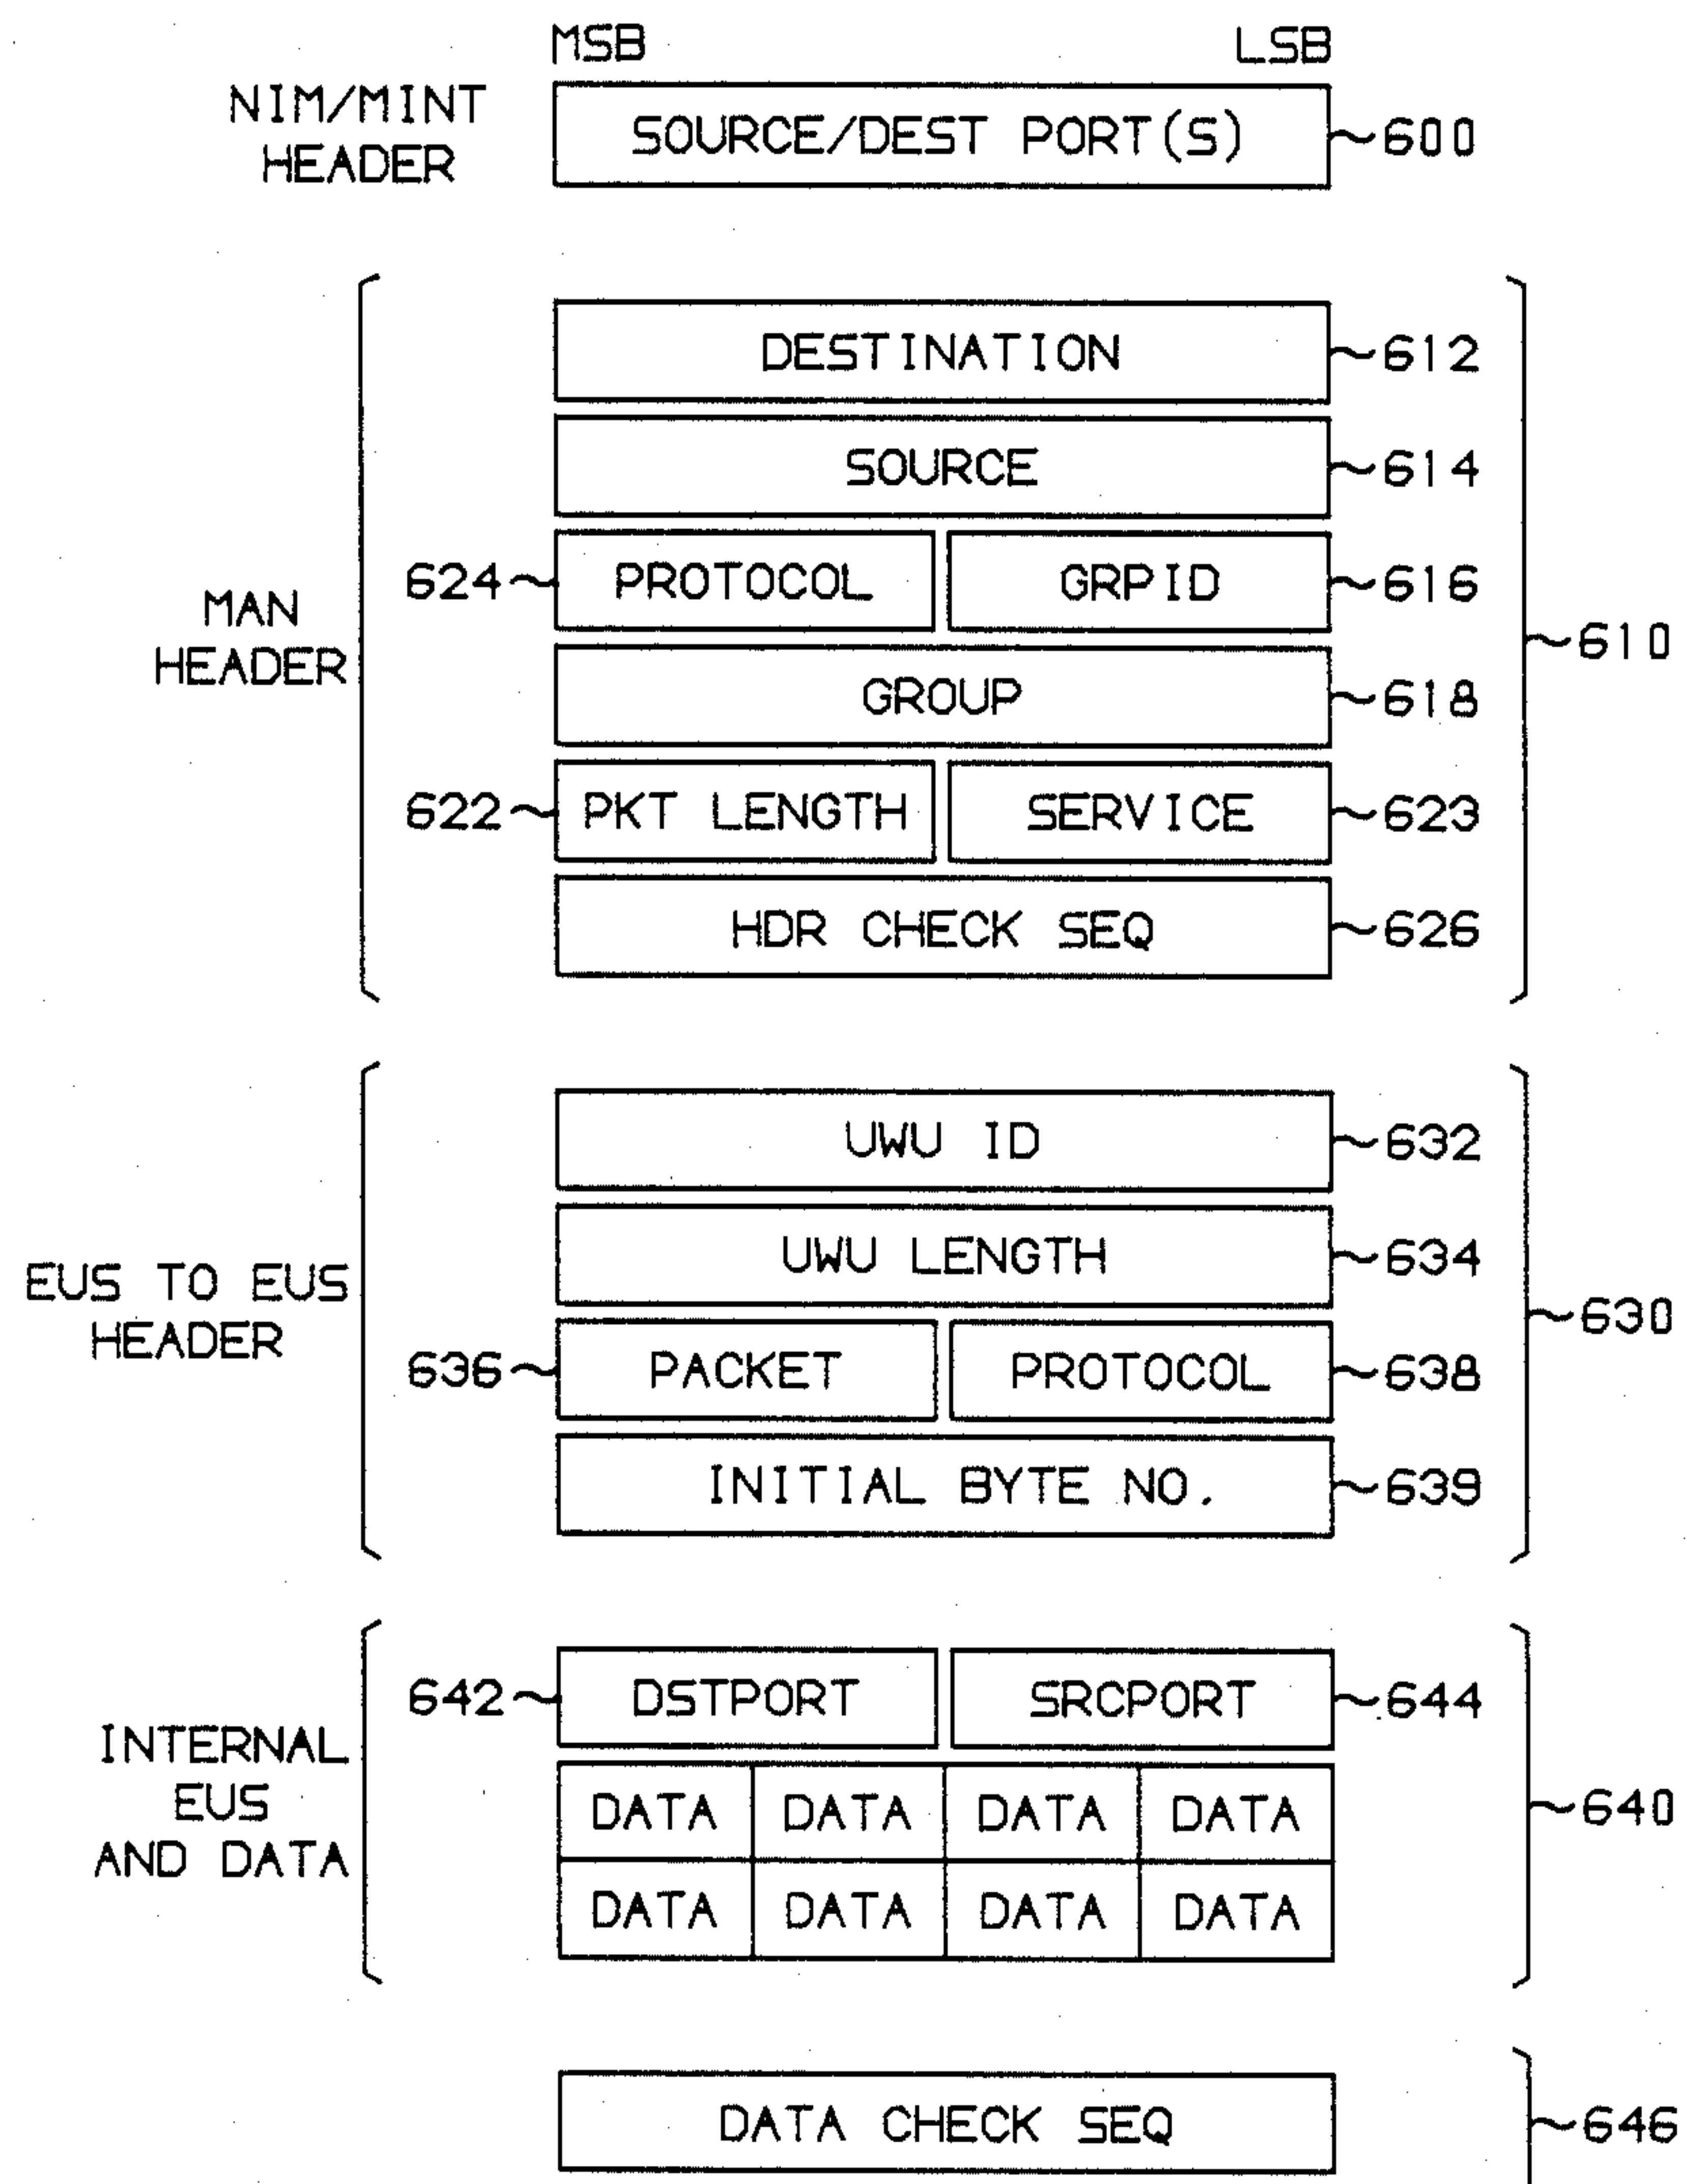 MSB LSB
NIM/MINT
HEADER
SOURCE/DEST PORT(S) 600
MAN
HEADER
DESTINATION 612
SOURCE 614
624 PROTOCOL GRPID 616
GROUP 618
622 PKT LENGTH SERVICE 623
HDR CHECK SEQ 626
610
EUS TO EUS
HEADER
UWU ID 632
UWU LENGTH 634
636 PACKET PROTOCOL 638
INITIAL BYTE NO. 639
630
INTERNAL
EUS
AND DATA
642 DSTPORT SRCPORT 644
DATA DATA DATA DATA
DATA DATA DATA DATA
640
DATA CHECK SEQ 646